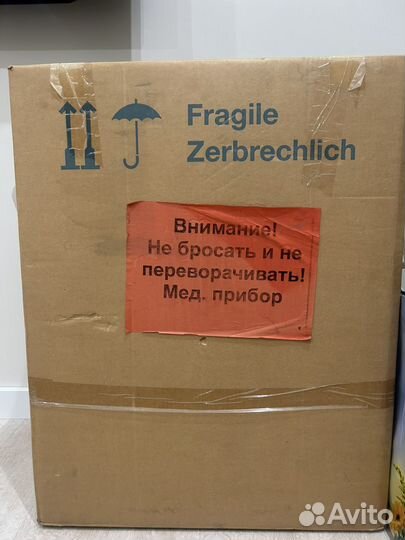 Fragile
Zerbrechlich
Внимание!
Не бросать и не
переворачивать!
Мед. прибор
Avito